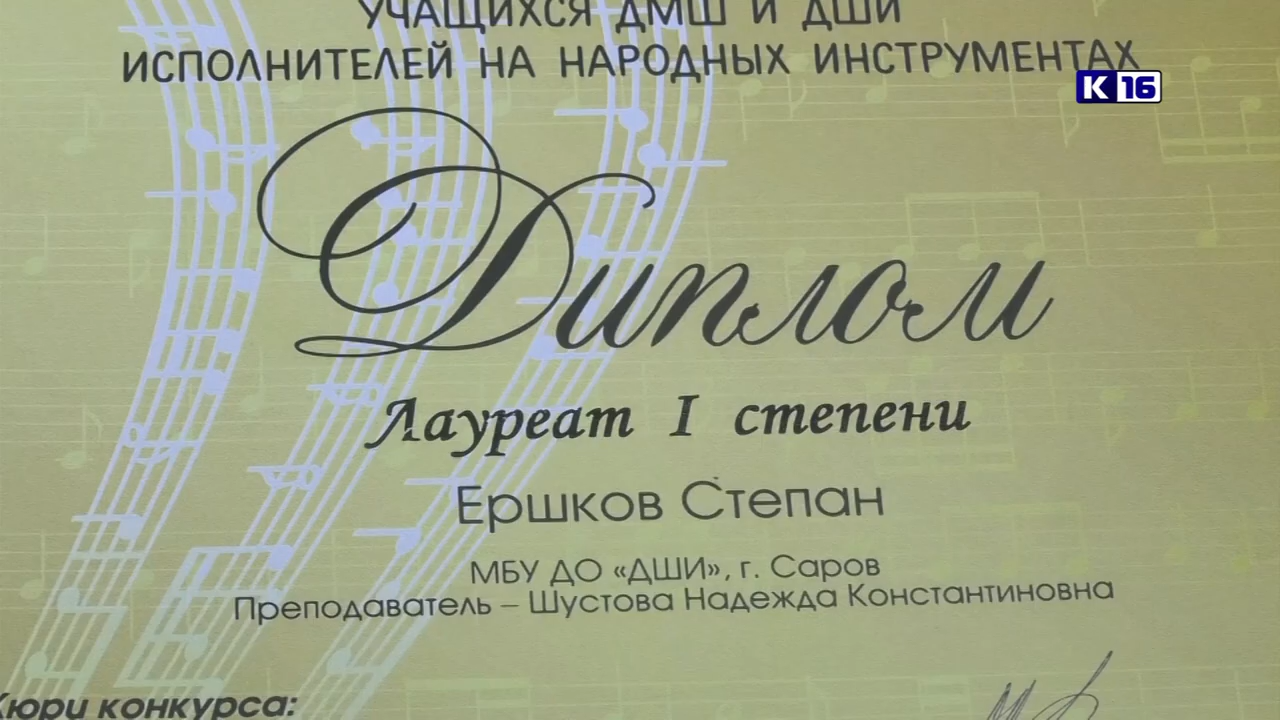 УЧАЩИХСЯ ДМШ И ДШИ
ИСПОЛНИТЕЛЕЙ НА НАРОДНЫХ ИНСТРУМЕНТАХ
К 16
Диплом
Лауреат I степени
Ершков Степан
МБУ ДО «ДШИ», г. Саров
Преподаватель – Шустова Надежда Константиновна
Жюри конкурса: